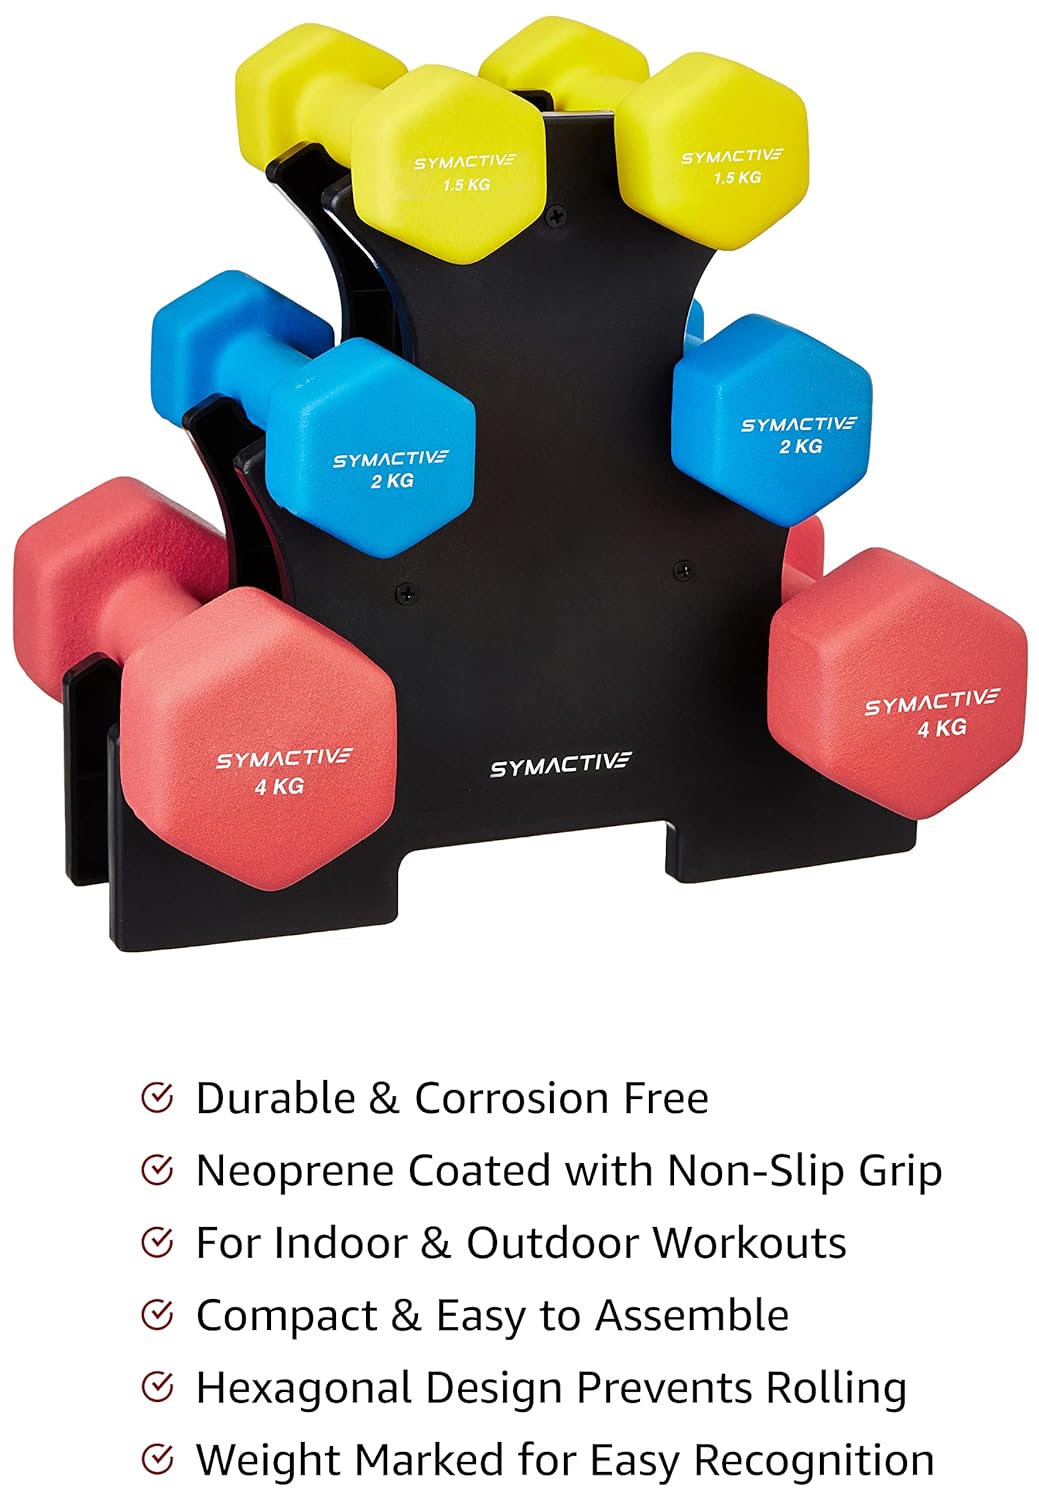 SYMACTIVE
1.5 KG
SYMACTIVE
1.5 KG
SYMACTIVE
2 KG
SYMACTIVE
2 KG
SYMACTIVE
4 KG
SYMACTIVE
4 KG
SYMACTIVE
Durable & Corrosion Free
Neoprene Coated with Non-Slip Grip
For Indoor & Outdoor Workouts
Compact & Easy to Assemble
Hexagonal Design Prevents Rolling
Weight Marked for Easy Recognition